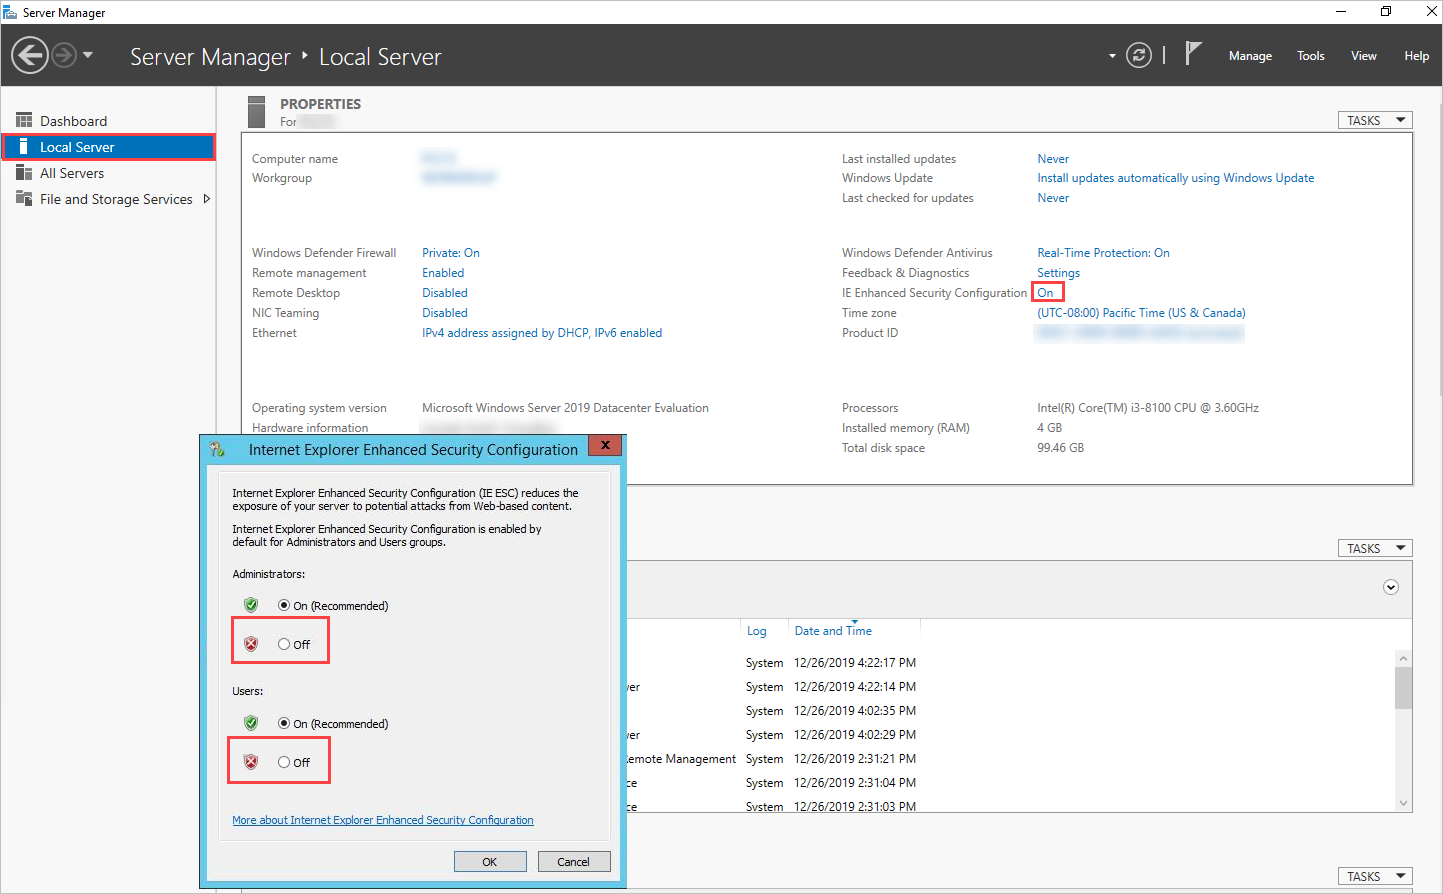 Server Manager
Server Manager ‣ Local Server
Manage Tools View Help
Dashboard
Local Server
All Servers
File and Storage Services
PROPERTIES
For
TASKS
Computer name
Workgroup
Last installed updates Never
Windows Update Install updates automatically using Windows Update
Last checked for updates Never
Windows Defender Firewall Private: On
Remote management Enabled
Remote Desktop Disabled
NIC Teaming Disabled
Ethernet IPv4 address assigned by DHCP, IPv6 enabled
Windows Defender Antivirus Real-Time Protection: On
Feedback & Diagnostics Settings
IE Enhanced Security Configuration On
Time zone (UTC-08:00) Pacific Time (US & Canada)
Product ID
Operating system version Microsoft Windows Server 2019 Datacenter Evaluation
Hardware information
Processors Intel(R) Core(TM) i3-8100 CPU @ 3.60GHz
Installed memory (RAM) 4 GB
Total disk space 99.46 GB
Internet Explorer Enhanced Security Configuration
Internet Explorer Enhanced Security Configuration (IE ESC) reduces the
exposure of your server to potential attacks from Web-based content.
Internet Explorer Enhanced Security Configuration is enabled by
default for Administrators and Users groups.
Administrators:
On (Recommended)
Off
Users:
On (Recommended)
Off
More about Internet Explorer Enhanced Security Configuration
OK Cancel
TASKS
Log Date and Time
System 12/26/2019 4:22:17 PM
ver System 12/26/2019 4:22:14 PM
System 12/26/2019 4:02:35 PM
ver System 12/26/2019 4:02:29 PM
Remote Management System 12/26/2019 2:31:21 PM
ce System 12/26/2019 2:31:04 PM
ce System 12/26/2019 2:31:03 PM
TASKS